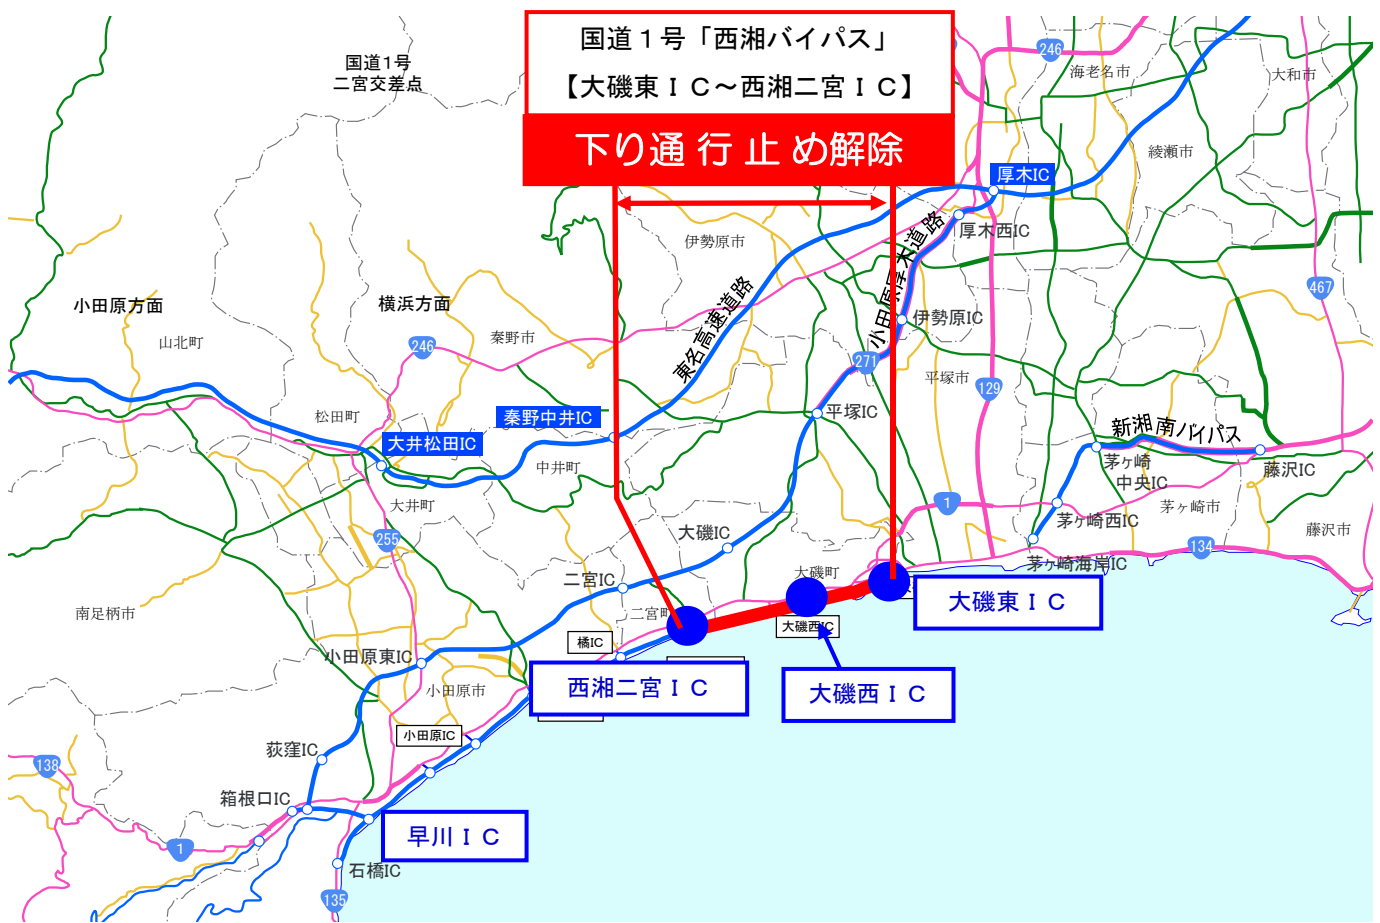 国道１号「西湘バイパス」
【大磯東ＩＣ～西湘二宮ＩＣ】
下り通 行 止 め解除
国道1号
二宮交差点
246
海老名市
大和市
綾瀬市
厚木IC
厚木西IC
伊勢原市
小田原厚木道路
東名高速道路
467
小田原方面
横浜方面
山北町
246
秦野市
伊勢原IC
271
平塚市
129
松田町
秦野中井IC
平塚IC
新湘南バイパス
大井松田IC
中井町
茅ヶ崎
中央IC
藤沢IC
大井町
1
茅ヶ崎西IC
茅ヶ崎市
藤沢市
255
大磯IC
134
茅ヶ崎海岸IC
二宮IC
大磯町
南足柄市
二宮町
大磯東ＩＣ
大磯西IC
橘IC
小田原東IC
西湘二宮ＩＣ
大磯西ＩＣ
小田原市
小田原IC
荻窪IC
138
箱根口IC
早川ＩＣ
1
石橋IC
135